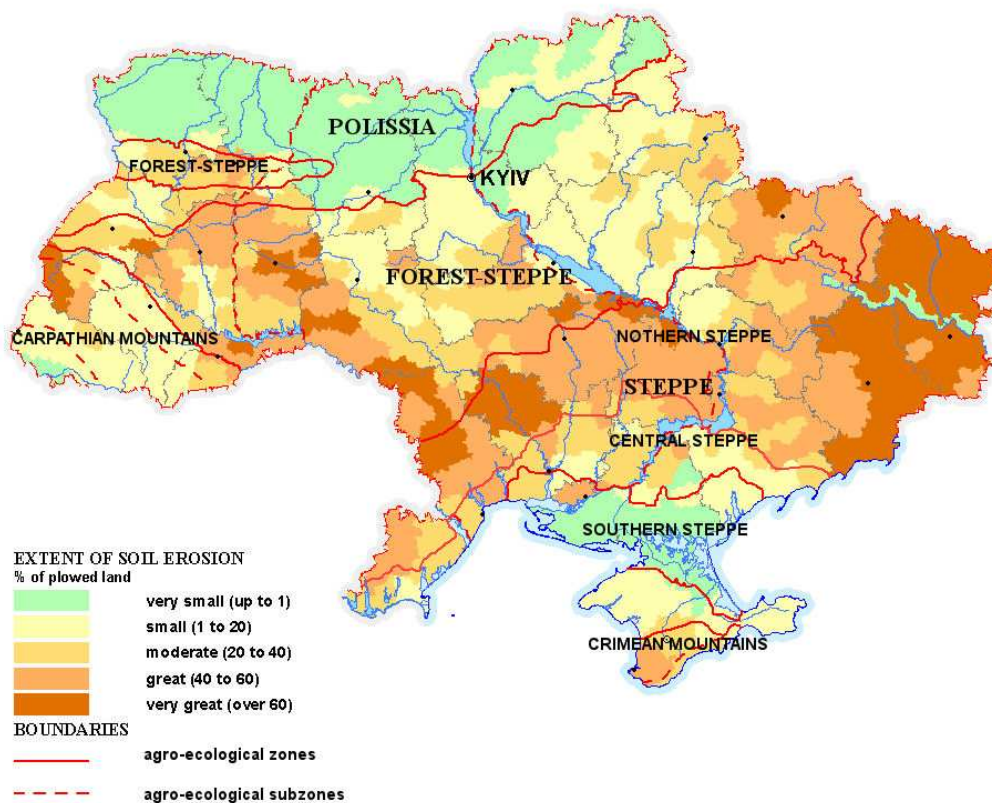 POLISSIA
FOREST-STEPPE
KYIV
FOREST-STEPPE
CARPATHIAN MOUNTAINS
NOTHERN STEPPE
STEPPE
CENTRAL STEPPE
SOUTHERN STEPPE
CRIMEAN MOUNTAINS
EXTENT OF SOIL EROSION
% of plowed land
very small (up to 1)
small (1 to 20)
moderate (20 to 40)
great (40 to 60)
very great (over 60)
BOUNDARIES
agro-ecological zones
agro-ecological subzones